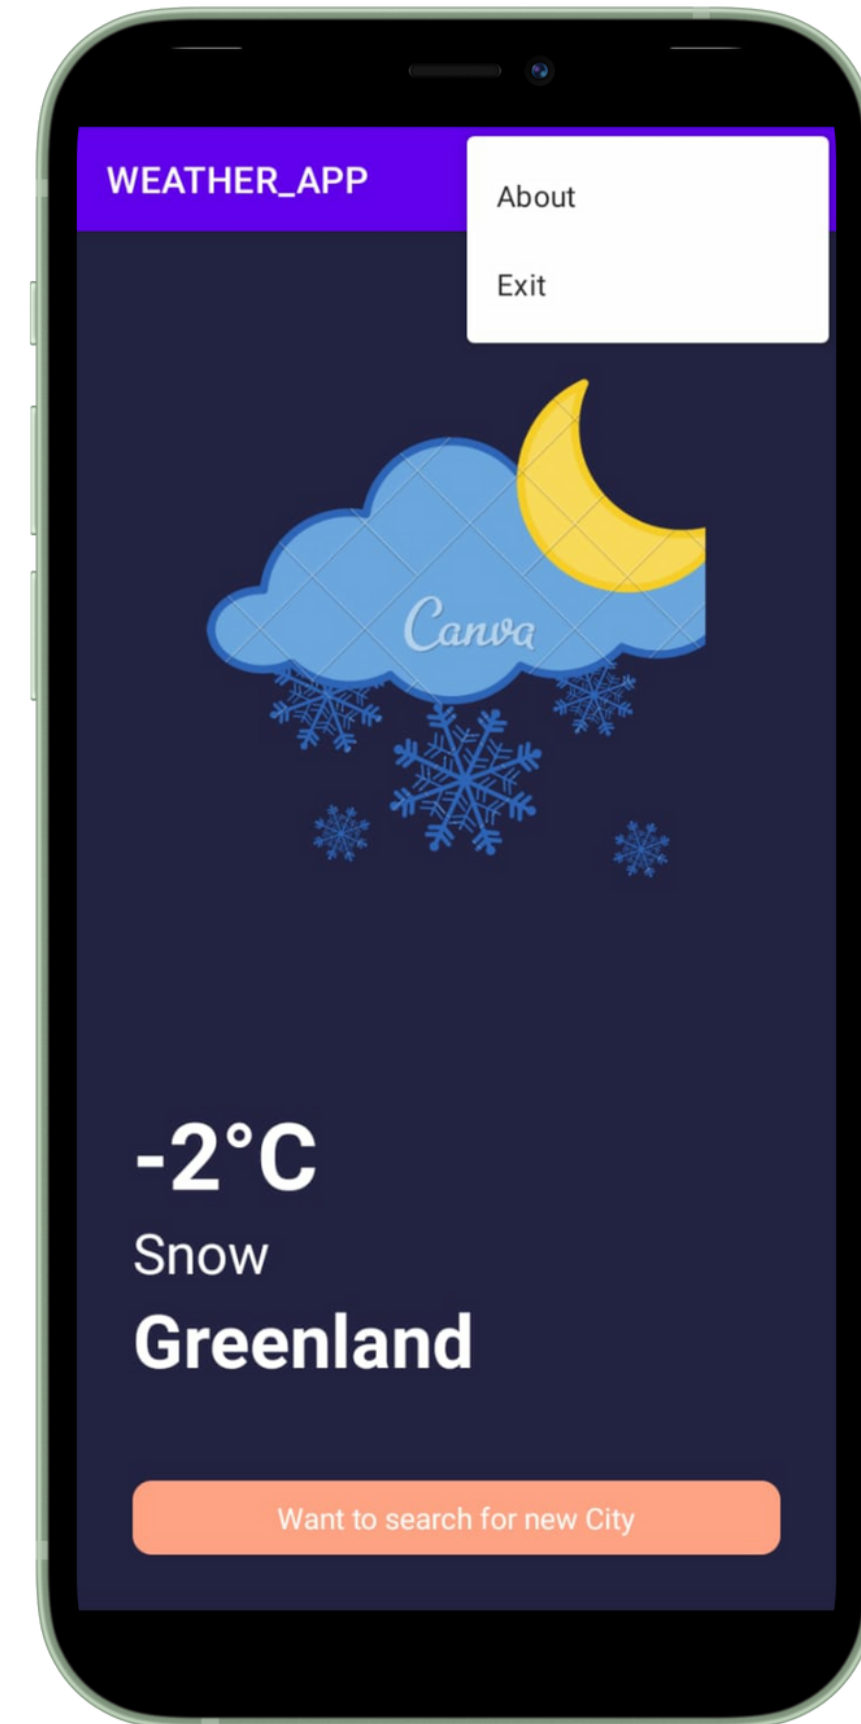 WEATHER_APP
About
Exit
Canva
-2°C
Snow
Greenland
Want to search for new City